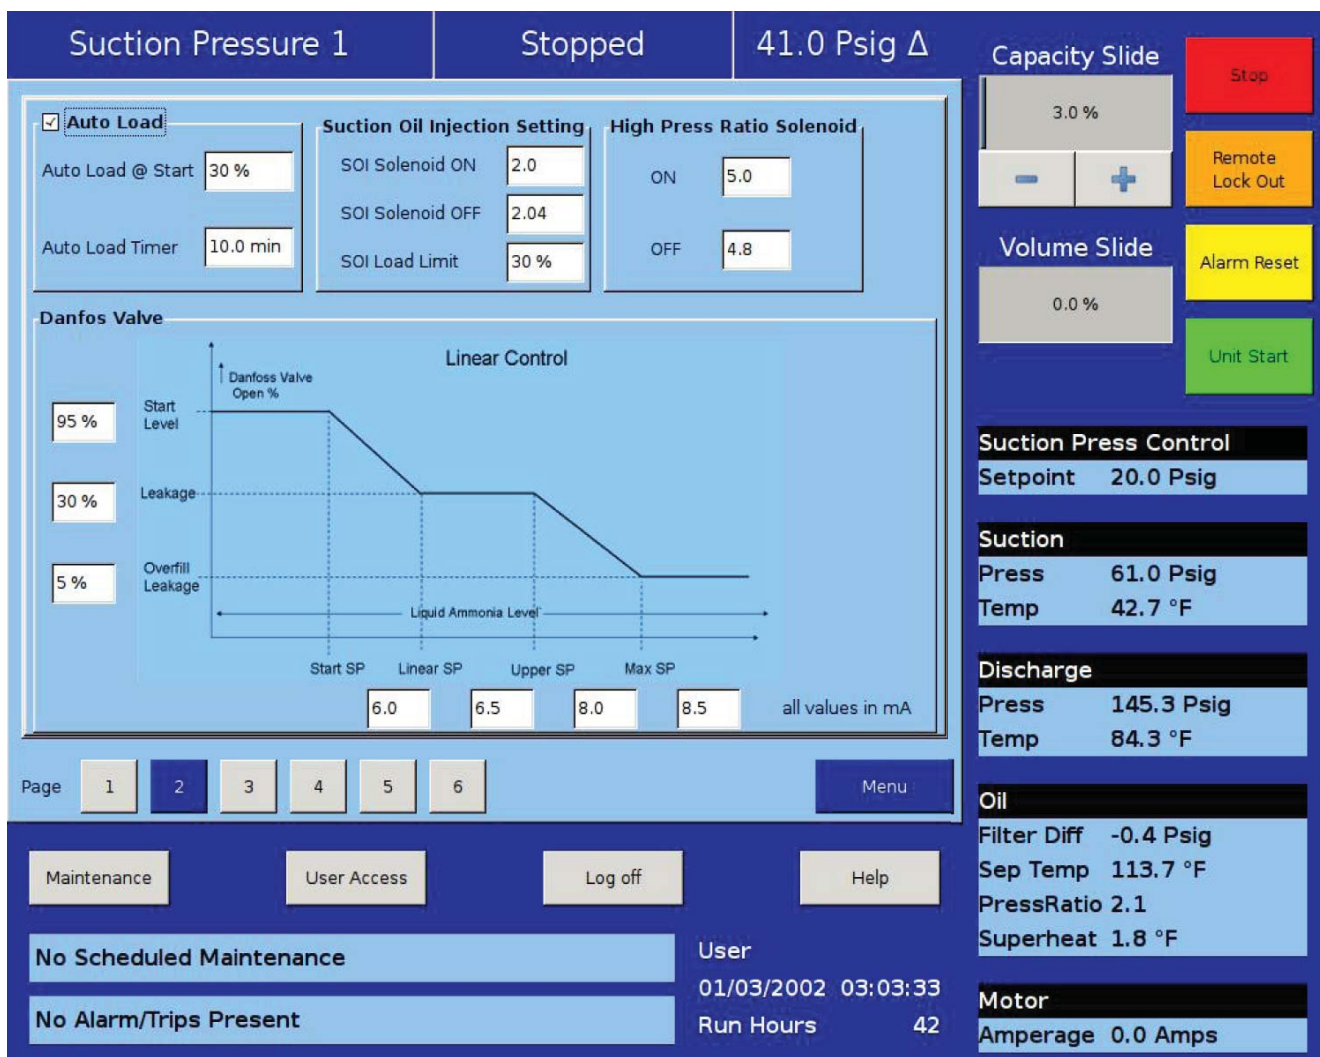 Suction Pressure 1
Stopped
41.0 Psig Δ
Auto Load
Auto Load @ Start 30 %
Auto Load Timer 10.0 min
Suction Oil Injection Setting
SOI Solenoid ON 2.0
SOI Solenoid OFF 2.04
SOI Load Limit 30 %
High Press Ratio Solenoid
ON 5.0
OFF 4.8
Danfos Valve
Linear Control
Danfoss Valve
Open %
95 %
Start
Level
30 %
Leakage
5 %
Overfill
Leakage
Liquid Ammonia Level
Start SP Linear SP Upper SP Max SP
6.0 6.5 8.0 8.5 all values in mA
Page 1 2 3 4 5 6
Menu
Maintenance
User Access
Log off
Help
No Scheduled Maintenance
No Alarm/Trips Present
User
01/03/2002 03:03:33
Run Hours 42
Capacity Slide
3.0 %
Volume Slide
0.0 %
Stop
Remote
Lock Out
Alarm Reset
Unit Start
Suction Press Control
Setpoint 20.0 Psig
Suction
Press 61.0 Psig
Temp 42.7 °F
Discharge
Press 145.3 Psig
Temp 84.3 °F
Oil
Filter Diff -0.4 Psig
Sep Temp 113.7 °F
PressRatio 2.1
Superheat 1.8 °F
Motor
Amperage 0.0 Amps